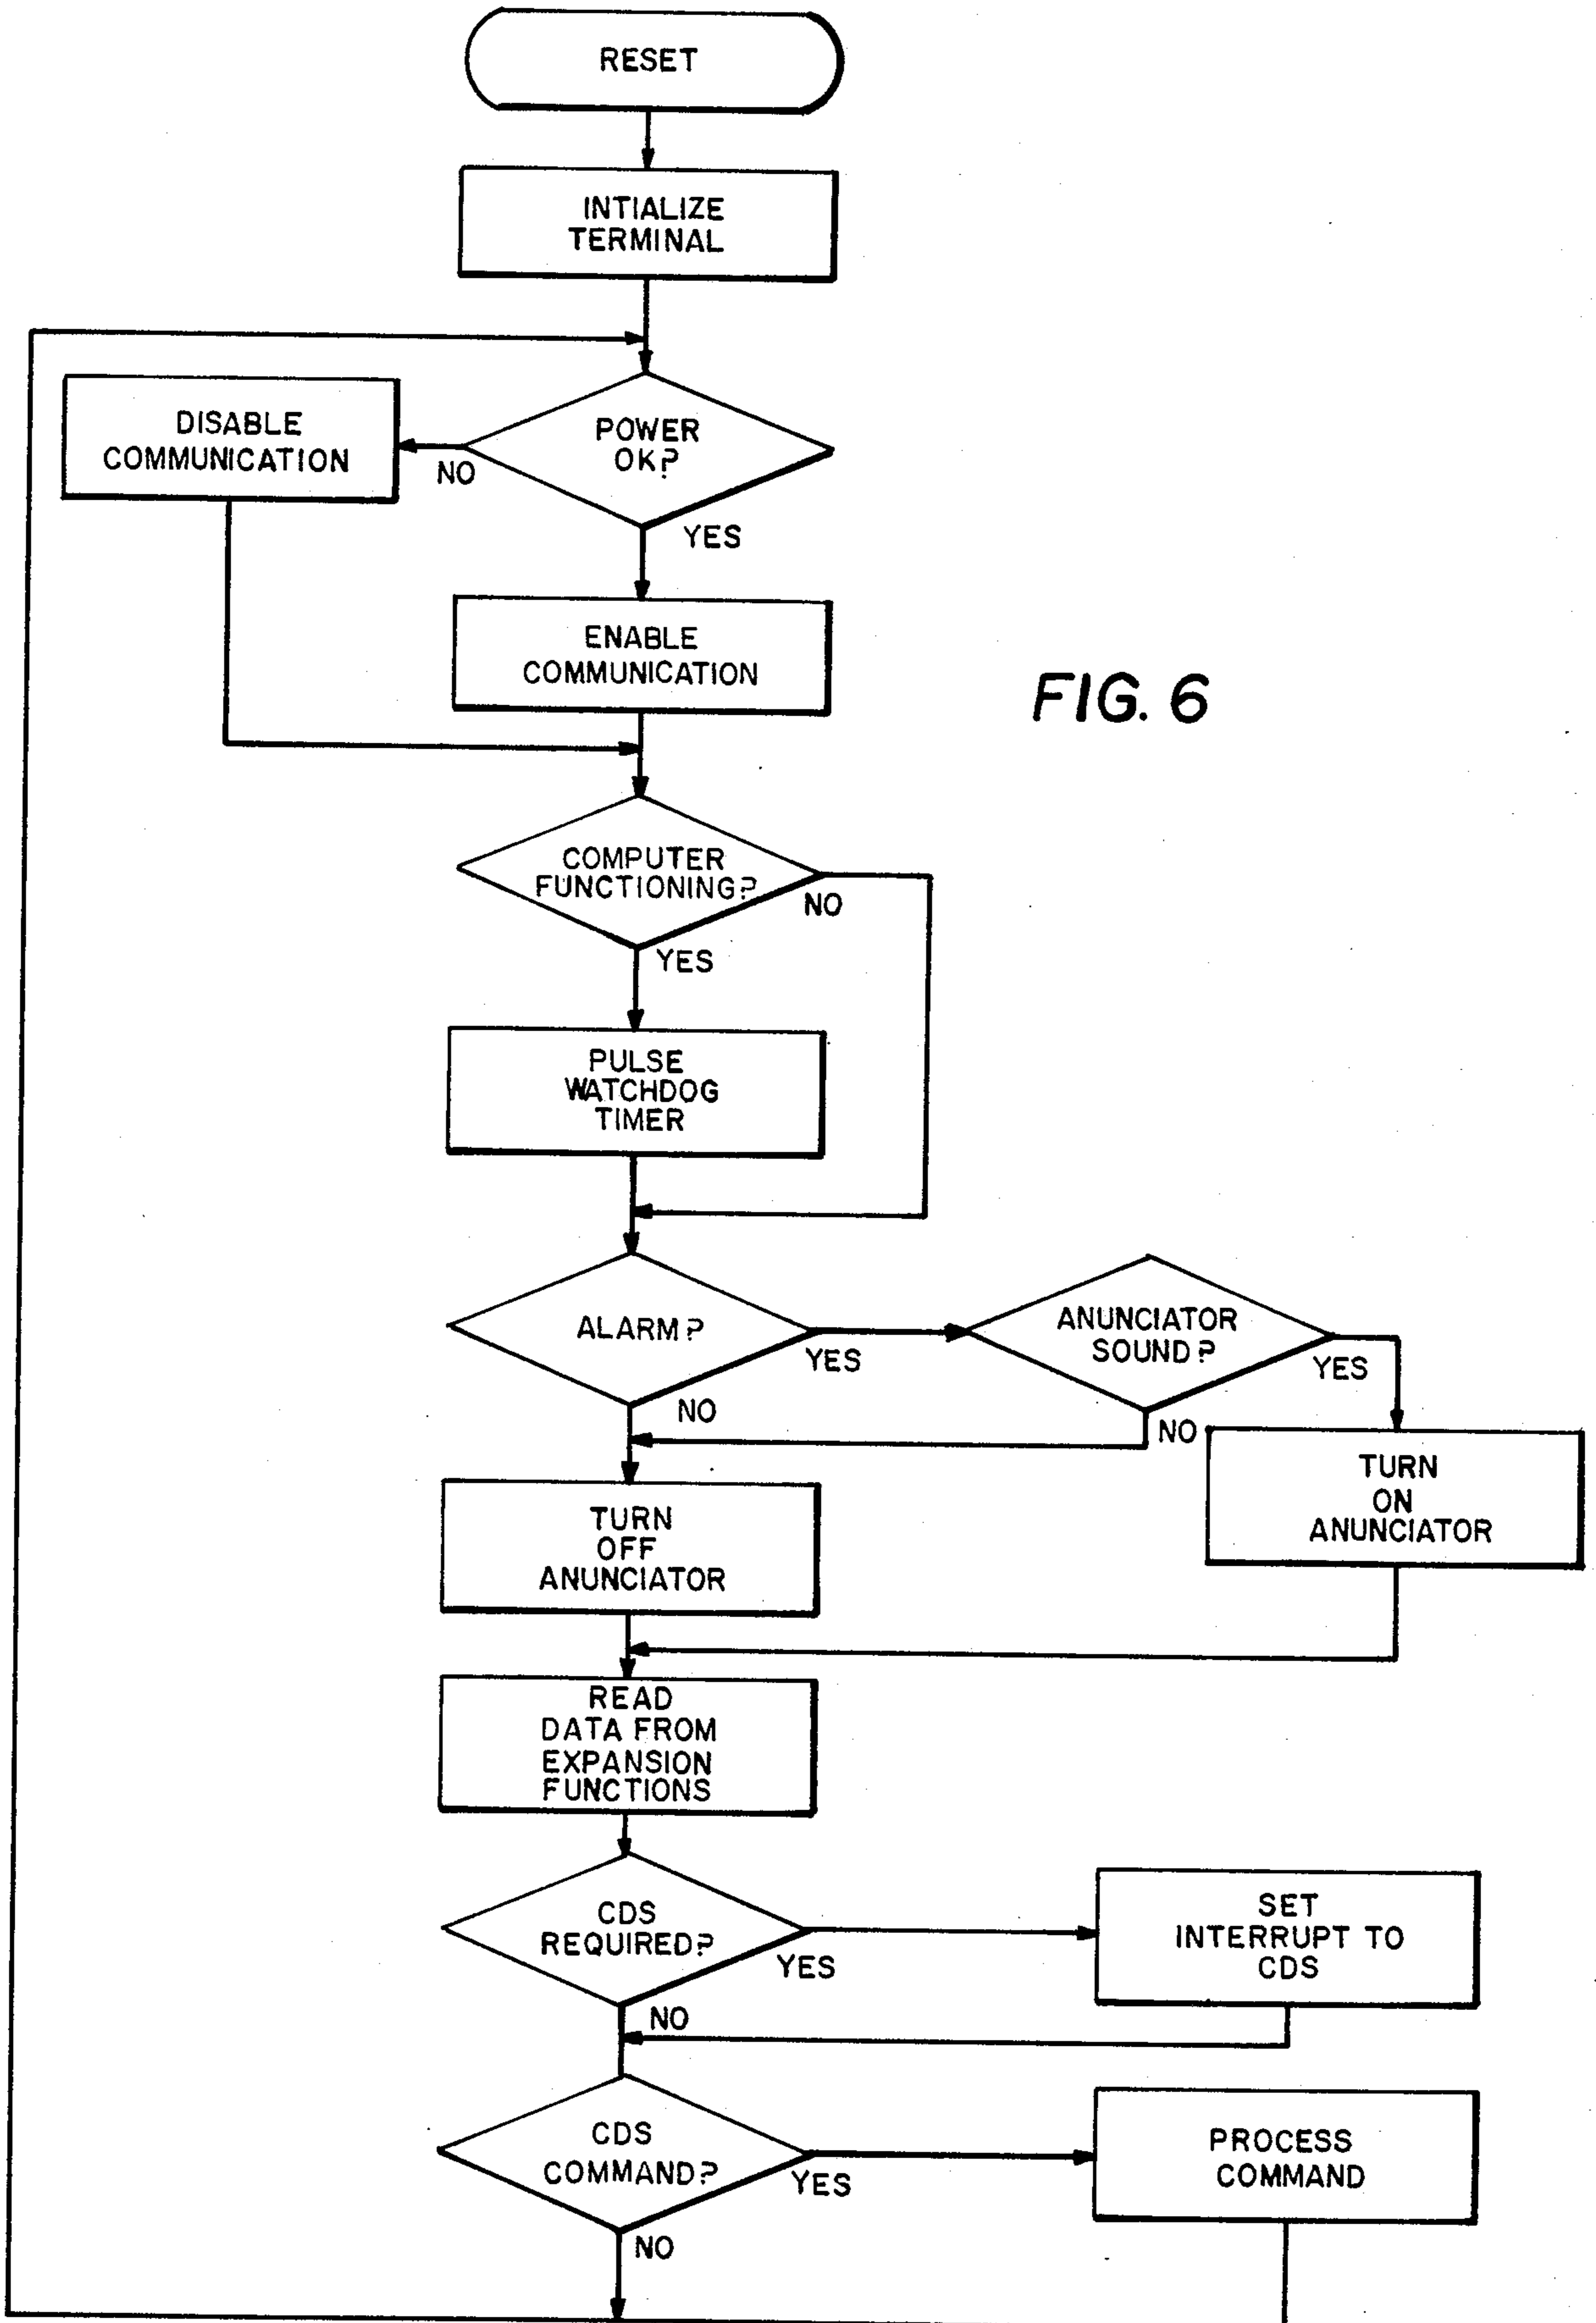 RESET
INTIALIZE
TERMINAL
DISABLE
COMMUNICATION
NO
POWER
OK?
YES
ENABLE
COMMUNICATION
FIG. 6
COMPUTER
FUNCTIONING?
NO
YES
PULSE
WATCHDOG
TIMER
ALARM?
YES
NO
ANUNCIATOR
SOUND?
YES
NO
TURN
OFF
ANUNCIATOR
TURN
ON
ANUNCIATOR
READ
DATA FROM
EXPANSION
FUNCTIONS
CDS
REQUIRED?
YES
NO
SET
INTERRUPT TO
CDS
CDS
COMMAND?
YES
NO
PROCESS
COMMAND